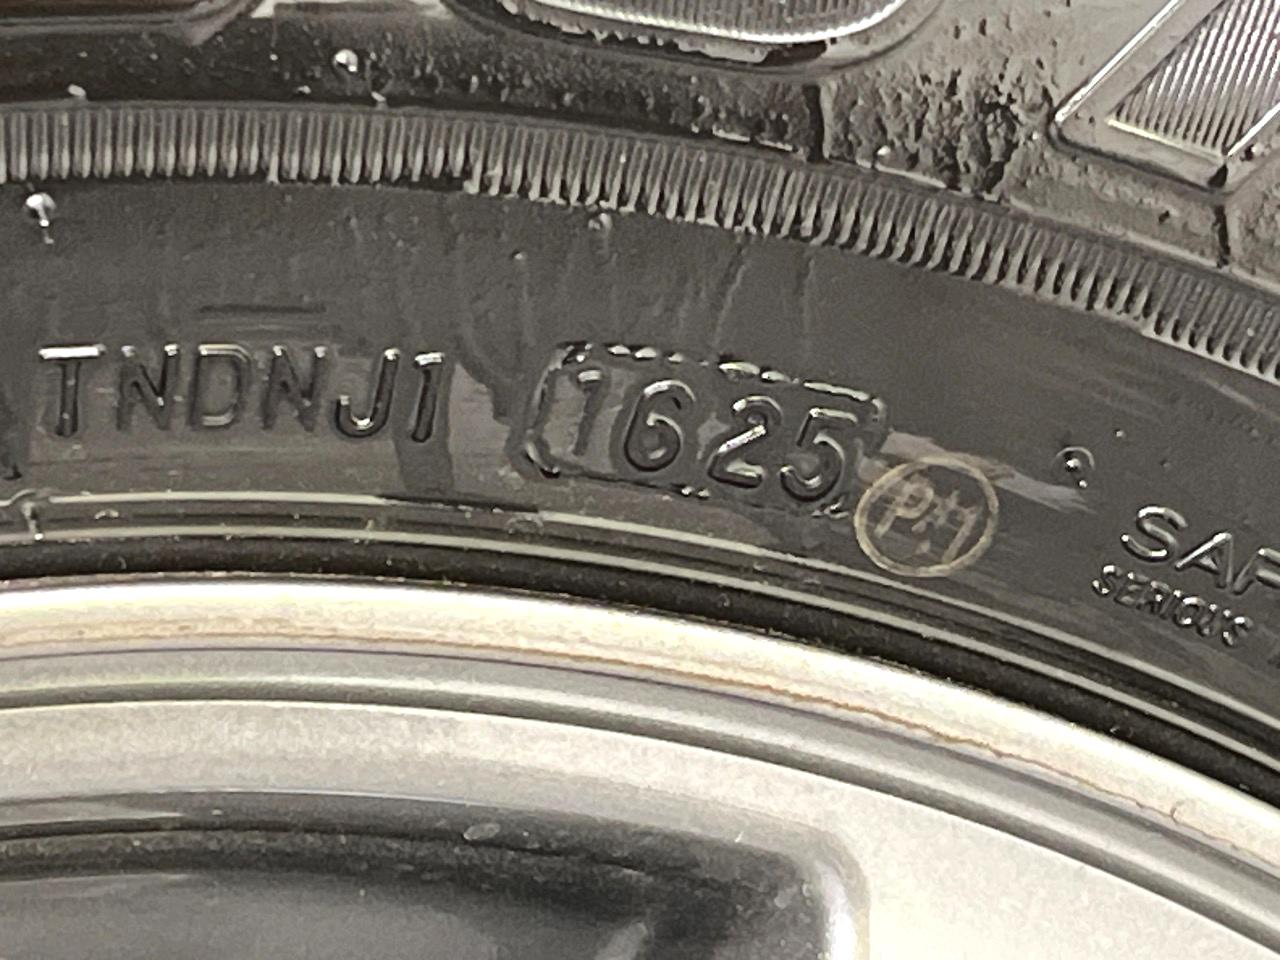 TNDNJ1 1625
SAF
SERIOUS